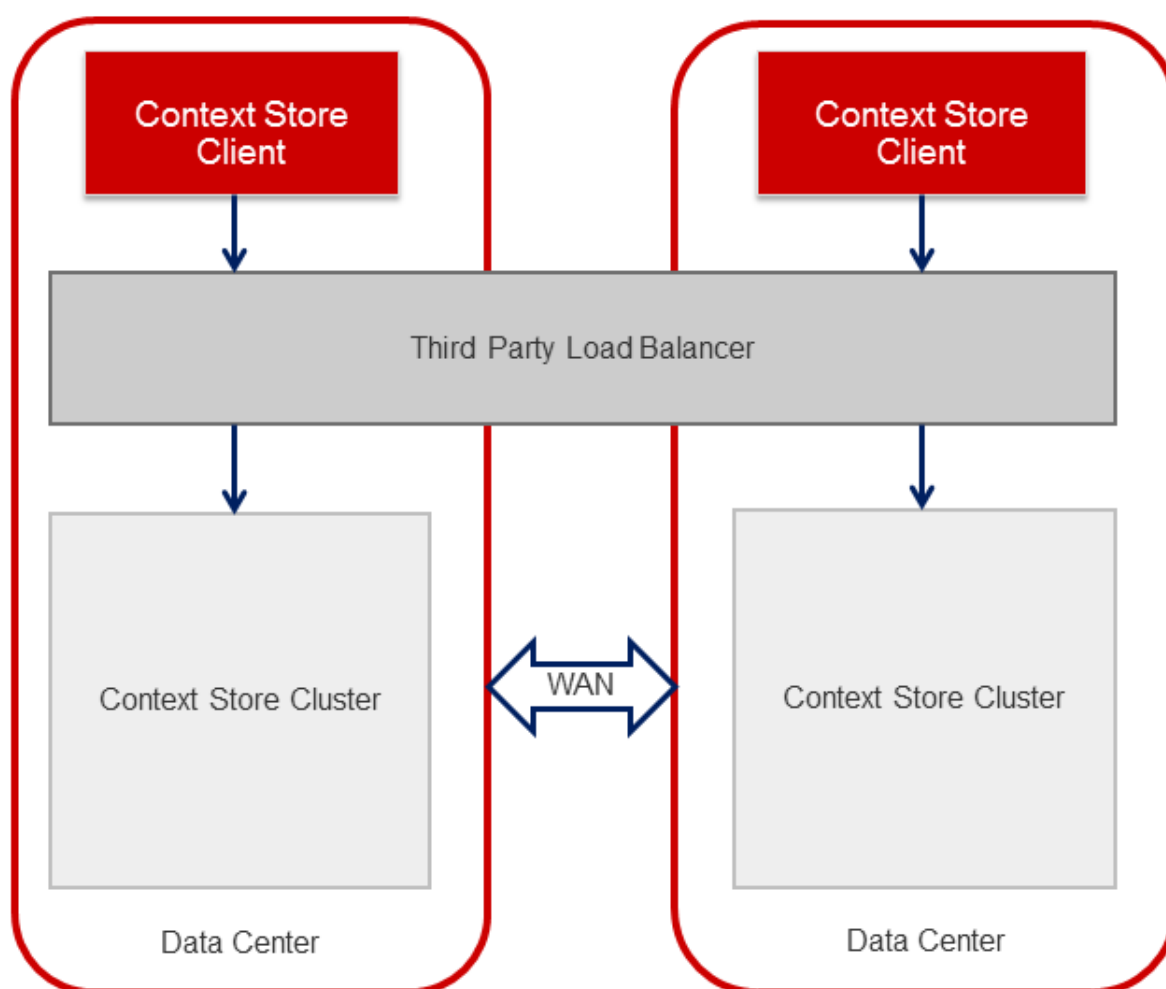 Context Store
Client
Context Store
Client
Third Party Load Balancer
Context Store Cluster
WAN
Context Store Cluster
Data Center
Data Center